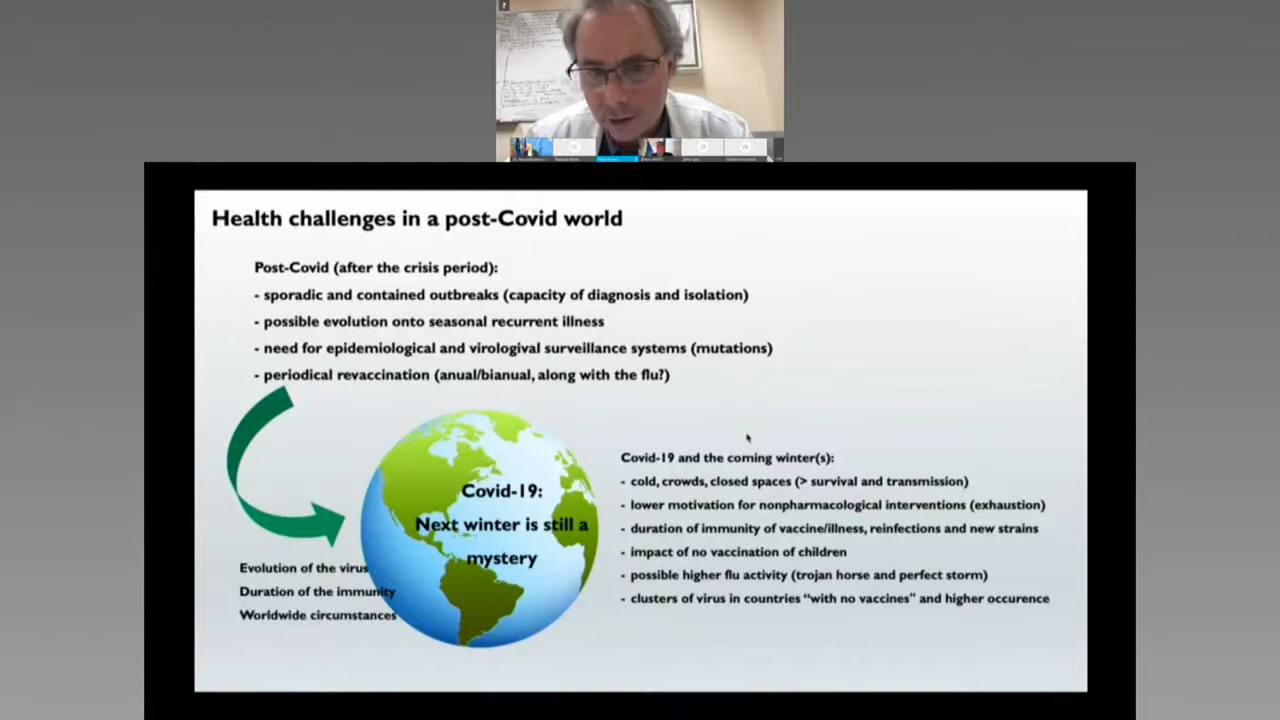 Health challenges in a post-Covid world
Post-Covid (after the crisis period):
- sporadic and contained outbreaks (capacity of diagnosis and isolation)
- possible evolution onto seasonal recurrent illness
- need for epidemiological and virologival surveillance systems (mutations)
- periodical revaccination (anual/bianual, along with the flu?)
Covid-19:
Next winter is still a
mystery
Evolution of the virus
Duration of the immunity
Worldwide circumstances
Covid-19 and the coming winter(s):
- cold, crowds, closed spaces (> survival and transmission)
- lower motivation for nonpharmacological interventions (exhaustion)
- duration of immunity of vaccine/illness, reinfections and new strains
- impact of no vaccination of children
- possible higher flu activity (trojan horse and perfect storm)
- clusters of virus in countries “with no vaccines” and higher occurence